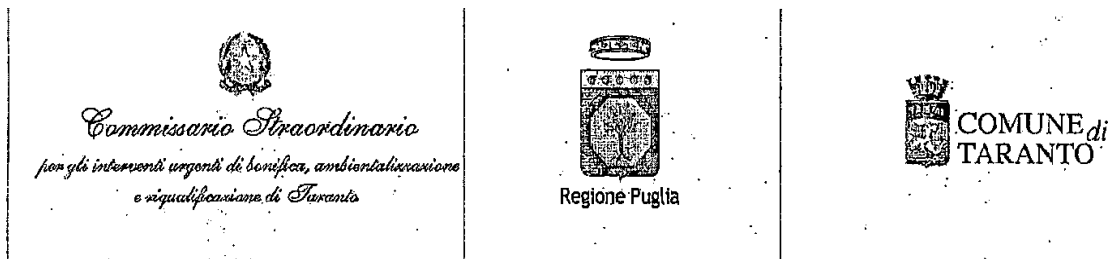 Commissario Straordinario
per gli interventi urgenti di bonifica, ambientalizzazione
e riqualificazione di Taranto
Regione Puglia
COMUNE di
TARANTO